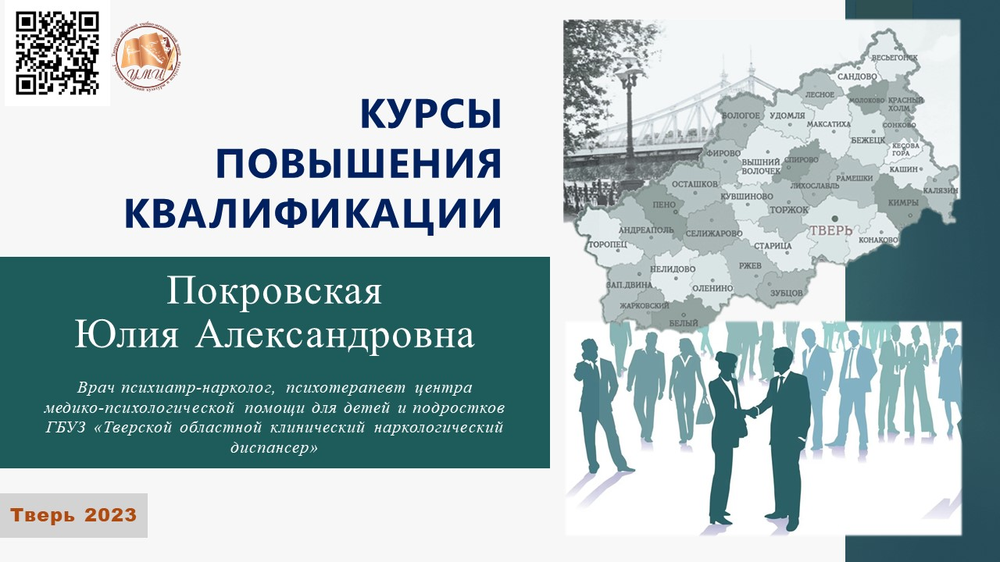 УМЦ
КУРСЫ
ПОВЫШЕНИЯ
КВАЛИФИКАЦИИ
Покровская
Юлия Александровна
Врач психиатр-нарколог, психотерапевт центра
медико-психологической помощи для детей и подростков
ГБУЗ «Тверской областной клинический наркологический
диспансер»
Тверь 2023
ВЕСЬЕГОНСК
САНДОВО
ЛЕСНОЕ
МОЛОКОВО
КРАСНЫЙ
ХОЛМ
БОЛОГОЕ
УДОМЛЯ
МАКСАТИХА
СОНКОВО
БЕЖЕЦК
КЕСОВА
ГОРА
ФИРОВО
ВЫШНИЙ
ВОЛОЧЕК
СПИРОВО
КАШИН
РАМЕШКИ
ОСТАШКОВ
ЛИХОСЛАВЛЬ
КАЛЯЗИН
КУВШИНОВО
ПЕНО
ТОРЖОК
КИМРЫ
АНДРЕАПОЛЬ
СЕЛИЖАРОВО
ТВЕРЬ
ТОРОПЕЦ
СТАРИЦА
КОНАКОВО
НЕЛИДОВО
РЖЕВ
ЗАП.ДВИНА
ОЛЕНИНО
ЗУБЦОВ
ЖАРКОВСКИЙ
БЕЛЫЙ